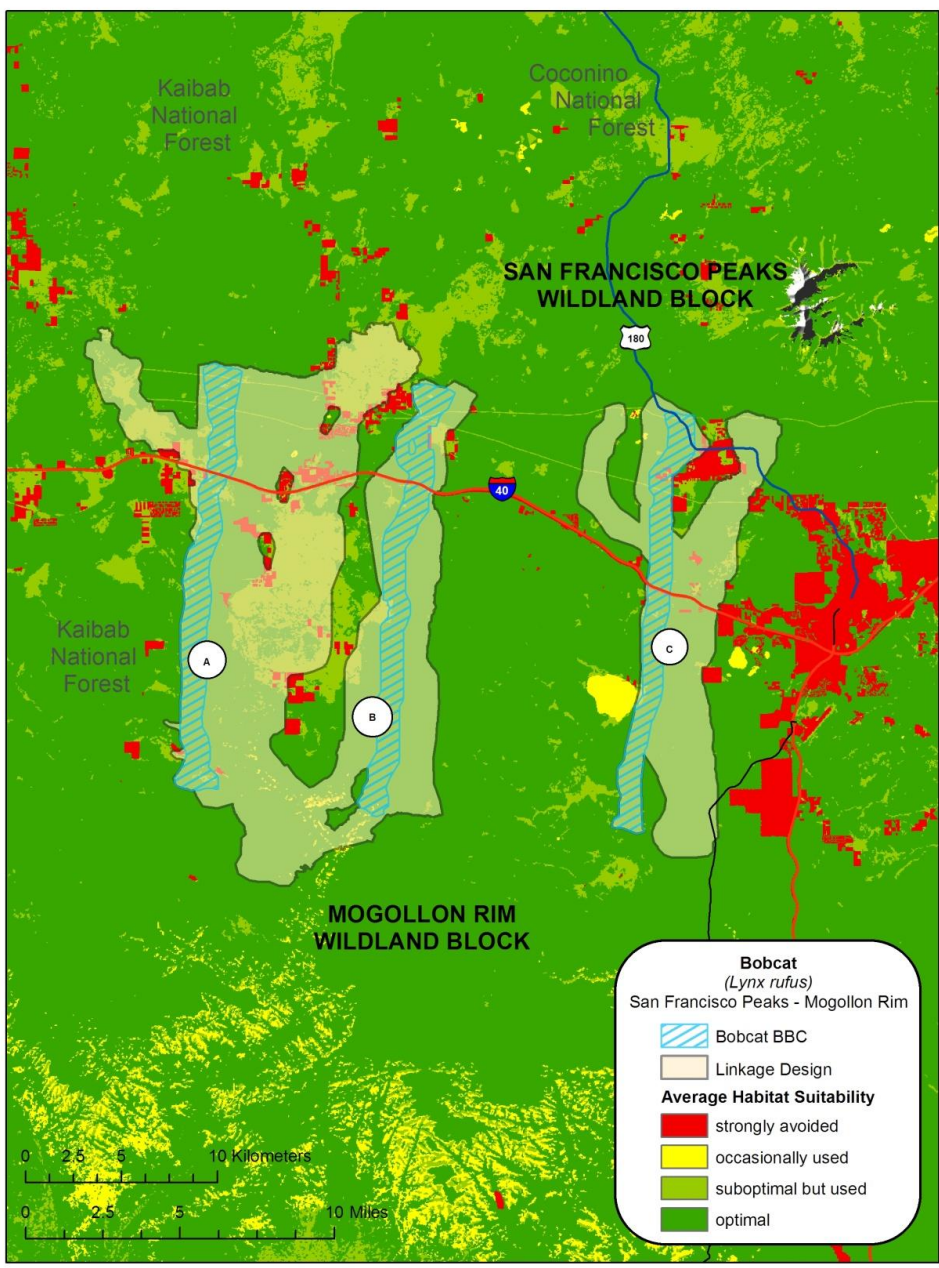 Kaibab
National
Forest
Coconino
National
Forest
SAN FRANCISCO PEAKS
WILDLAND BLOCK
180
40
Kaibab
National
Forest
A
B
C
MOGOLLON RIM
WILDLAND BLOCK
Bobcat
(Lynx rufus)
San Francisco Peaks - Mogollon Rim
Bobcat BBC
Linkage Design
Average Habitat Suitability
strongly avoided
occasionally used
suboptimal but used
optimal
0 2.5 5 10 Kilometers
0 2.5 5 10 Miles